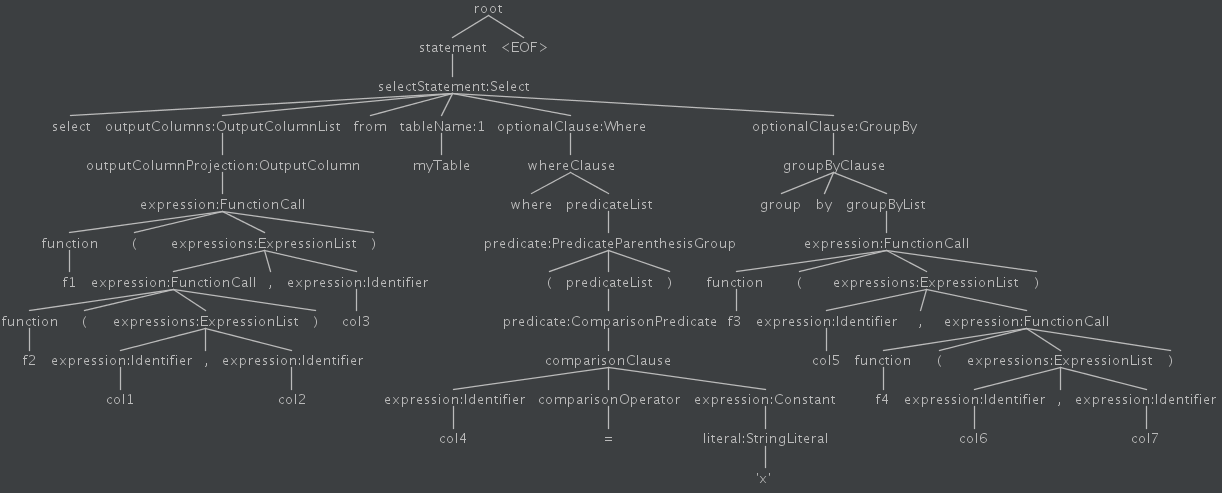 root
statement <EOF>
selectStatement:Select
select outputColumns:OutputColumnList from tableName:1 optionalClause:Where optionalClause:GroupBy
outputColumnProjection:OutputColumn myTable whereClause groupByClause
expression:FunctionCall where predicateList group by groupByList
function ( expressions:ExpressionList ) predicate:PredicateParenthesisGroup expression:FunctionCall
f1 expression:FunctionCall , expression:Identifier ( predicateList ) function ( expressions:ExpressionList )
function ( expressions:ExpressionList ) col3 predicate:ComparisonPredicate f3 expression:Identifier , expression:FunctionCall
f2 expression:Identifier , expression:Identifier comparisonClause col5 function ( expressions:ExpressionList )
col1 col2 expression:Identifier comparisonOperator expression:Constant f4 expression:Identifier , expression:Identifier
col4 = literal:StringLiteral col6 col7
'x'